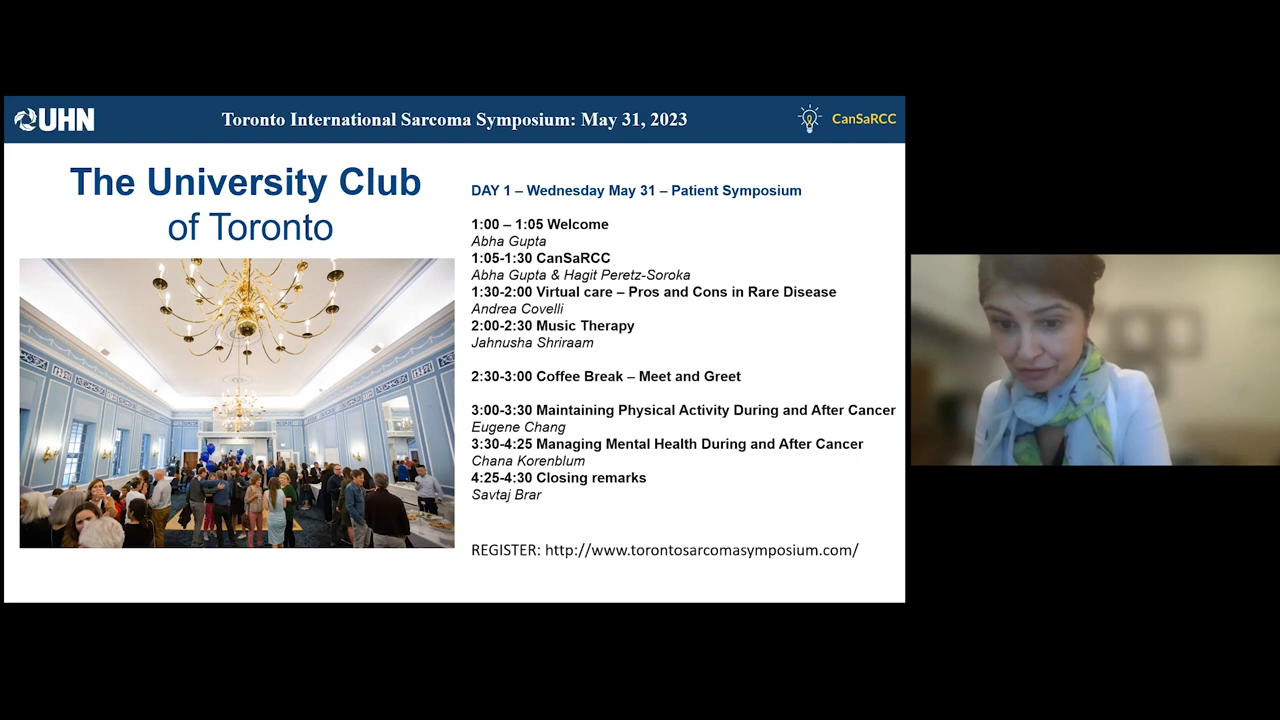 UHN
Toronto International Sarcoma Symposium: May 31, 2023
CanSaRCC
The University Club
of Toronto
DAY 1 – Wednesday May 31 – Patient Symposium
1:00 – 1:05 Welcome
Abha Gupta
1:05-1:30 CanSaRCC
Abha Gupta & Hagit Peretz-Soroka
1:30-2:00 Virtual care – Pros and Cons in Rare Disease
Andrea Covelli
2:00-2:30 Music Therapy
Jahnusha Shriraam
2:30-3:00 Coffee Break – Meet and Greet
3:00-3:30 Maintaining Physical Activity During and After Cancer
Eugene Chang
3:30-4:25 Managing Mental Health During and After Cancer
Chana Korenblum
4:25-4:30 Closing remarks
Savtaj Brar
REGISTER: http://www.torontosarcomasymposium.com/